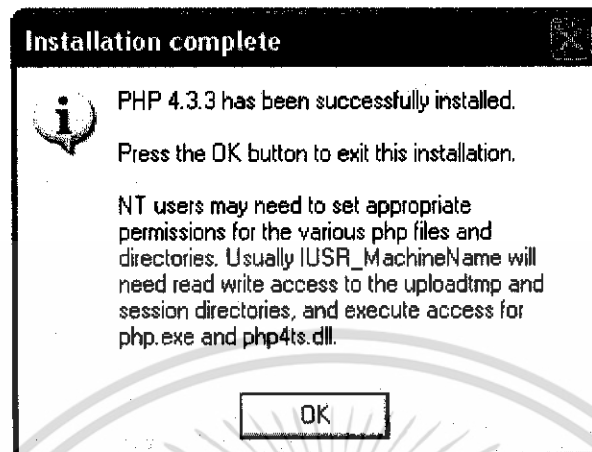 Installation complete
PHP 4.3.3 has been successfully installed.
Press the OK button to exit this installation.
NT users may need to set appropriate
permissions for the various php files and
directories. Usually IUSR_MachineName will
need read write access to the uploadtmp and
session directories, and execute access for
php.exe and php4ts.dll.
OK